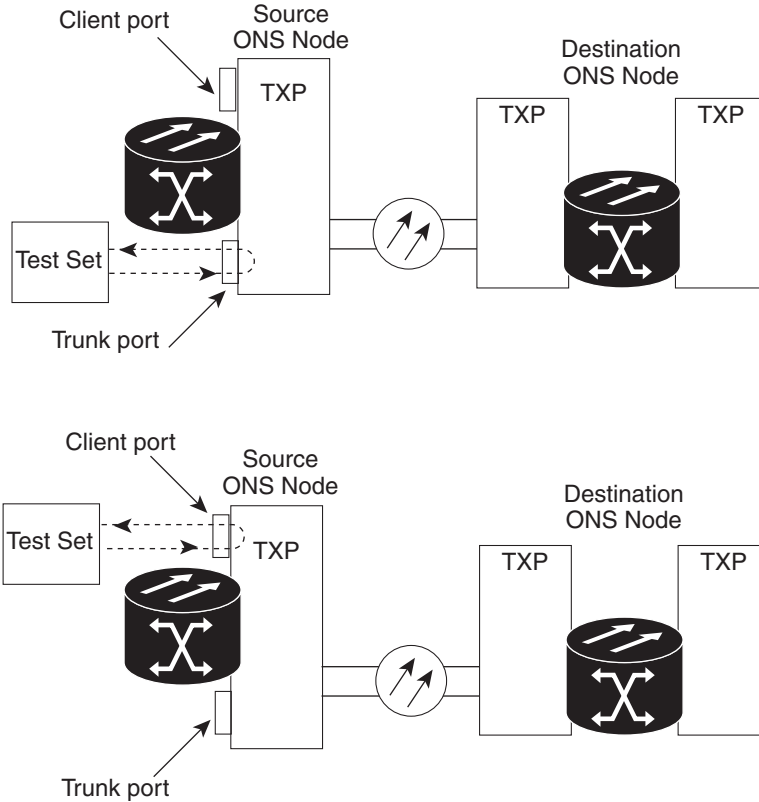 Client port
Source
ONS Node
TXP
Destination
ONS Node
TXP
TXP
Test Set
Trunk port
Client port
Source
ONS Node
TXP
Test Set
Destination
ONS Node
TXP
TXP
Trunk port